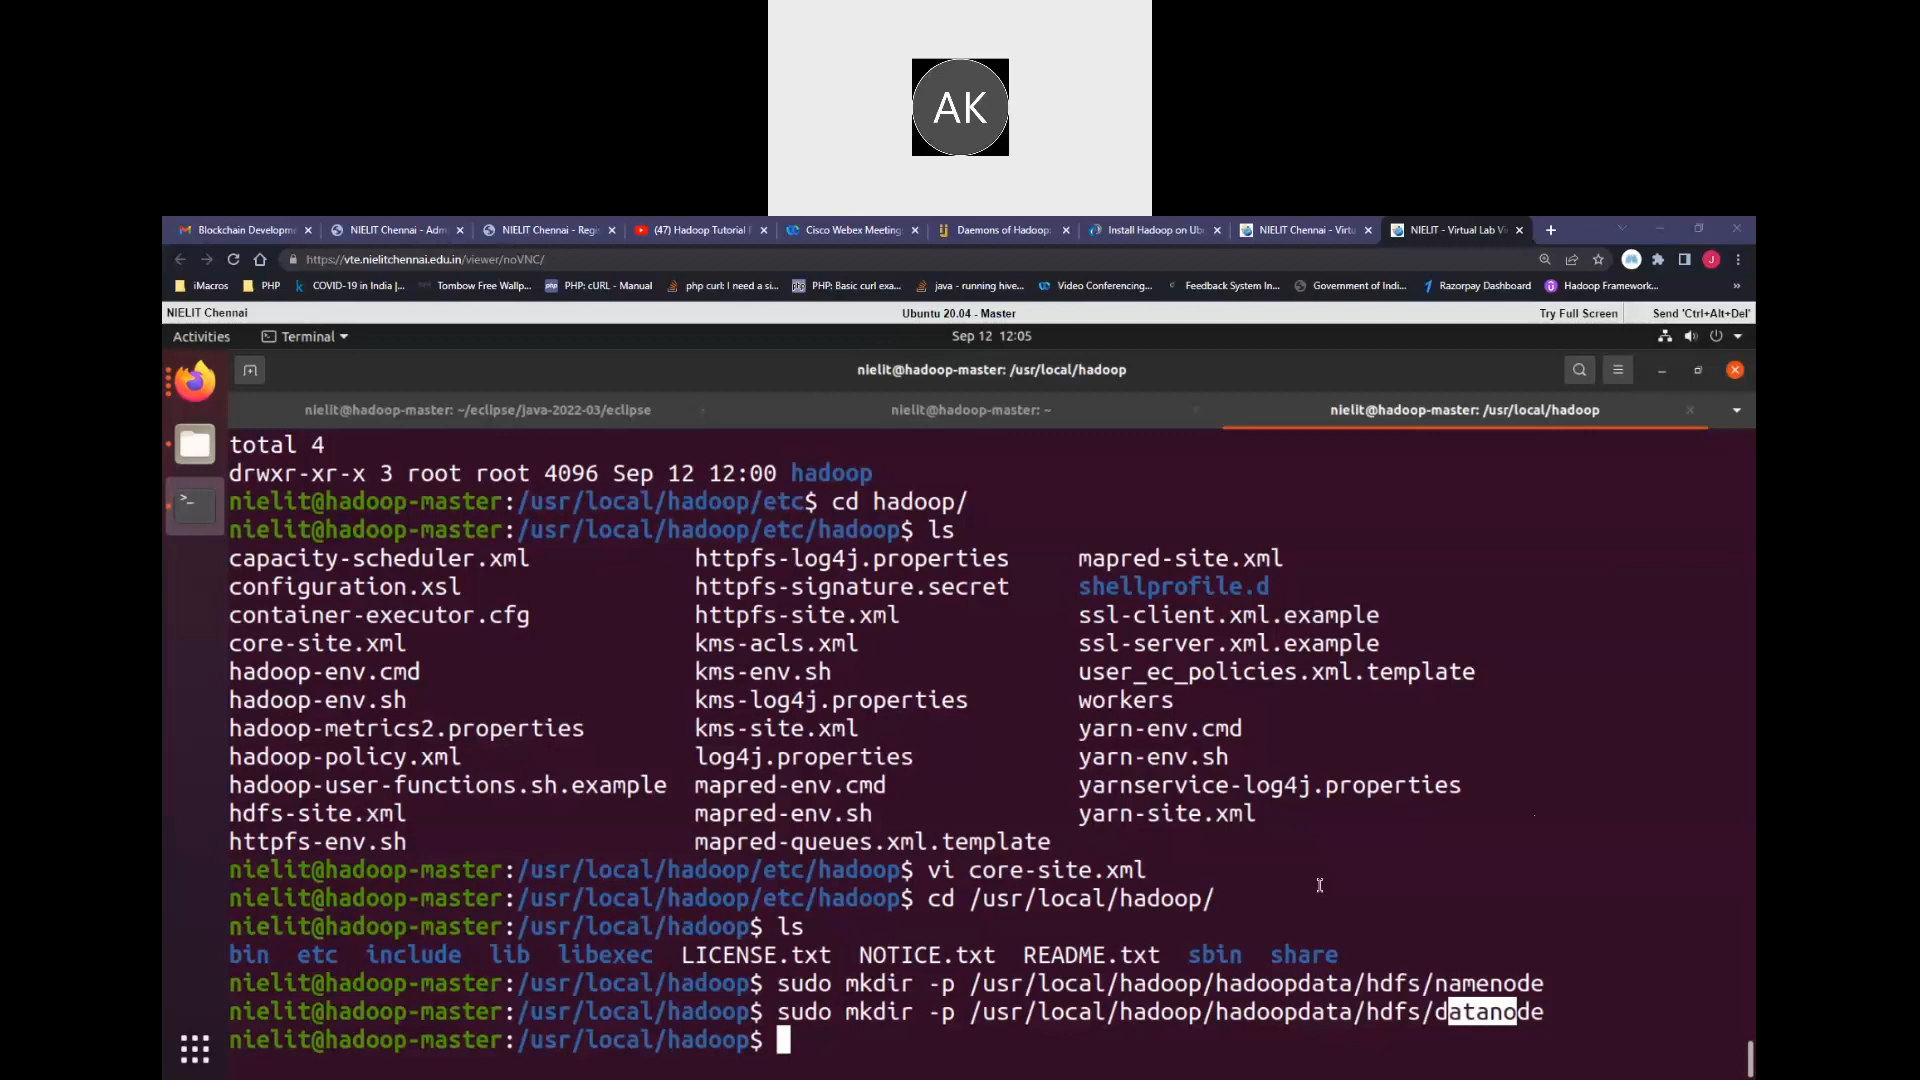 AK
Blockchain Developm
NIELIT Chennai - Adm
NIELIT Chennai - Reg
(47) Hadoop Tutorial
Cisco Webex Meeting
Daemons of Hadoop
Install Hadoop on Ub
NIELIT Chennai - Virtu
NIELIT - Virtual Lab Vi
https://vte.nielitchennai.edu.in/viewer/noVNC/
J
iMacros
PHP
COVID-19 in India |...
Tombow Free Wallp...
PHP: cURL - Manual
php curl: I need a si...
PHP: Basic curl exa...
java - running hive...
Video Conferencing...
Feedback System In...
Government of Indi...
Razorpay Dashboard
Hadoop Framework...
»
NIELIT Chennai
Ubuntu 20.04 - Master
Try Full Screen
Send 'Ctrl+Alt+Del'
Activities
Terminal
Sep 12 12:05
nielit@hadoop-master: /usr/local/hadoop
nielit@hadoop-master: ~/eclipse/java-2022-03/eclipse
nielit@hadoop-master: ~
nielit@hadoop-master: /usr/local/hadoop
total 4
drwxr-xr-x 3 root root 4096 Sep 12 12:00 hadoop
nielit@hadoop-master:/usr/local/hadoop/etc$ cd hadoop/
nielit@hadoop-master:/usr/local/hadoop/etc/hadoop$ ls
capacity-scheduler.xml httpfs-log4j.properties mapred-site.xml
configuration.xsl httpfs-signature.secret shellprofile.d
container-executor.cfg httpfs-site.xml ssl-client.xml.example
core-site.xml kms-acls.xml ssl-server.xml.example
hadoop-env.cmd kms-env.sh user_ec_policies.xml.template
hadoop-env.sh kms-log4j.properties workers
hadoop-metrics2.properties kms-site.xml yarn-env.cmd
hadoop-policy.xml log4j.properties yarn-env.sh
hadoop-user-functions.sh.example mapred-env.cmd yarnservice-log4j.properties
hdfs-site.xml mapred-env.sh yarn-site.xml
httpfs-env.sh mapred-queues.xml.template
nielit@hadoop-master:/usr/local/hadoop/etc/hadoop$ vi core-site.xml
nielit@hadoop-master:/usr/local/hadoop/etc/hadoop$ cd /usr/local/hadoop/
nielit@hadoop-master:/usr/local/hadoop$ ls
bin etc include lib libexec LICENSE.txt NOTICE.txt README.txt sbin share
nielit@hadoop-master:/usr/local/hadoop$ sudo mkdir -p /usr/local/hadoop/hadoopdata/hdfs/namenode
nielit@hadoop-master:/usr/local/hadoop$ sudo mkdir -p /usr/local/hadoop/hadoopdata/hdfs/datanode
nielit@hadoop-master:/usr/local/hadoop$